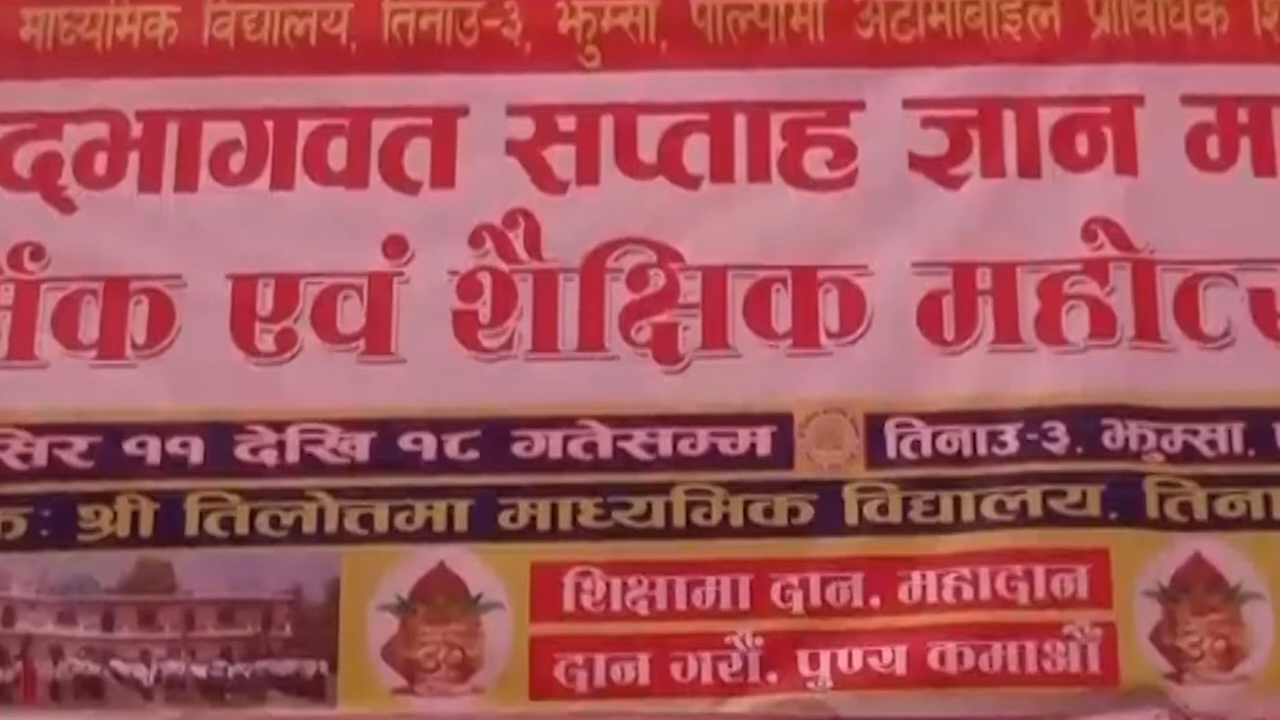 माध्यमिक विद्यालय, तिनाउ-३, झुम्सा, पाल्पामा अटोमोबाइल प्राविधिक शि
द्भागवत सप्ताह ज्ञान म
र्मिक एवं शैक्षिक महोत्स
सिर ११ देखि १८ गतेसम्म तिनाउ-३, झुम्सा,
क: श्री तिलोत्तमा माध्यमिक विद्यालय, तिना
शिक्षामा दान, महादान
दान गरौं, पुण्य कमाऔं